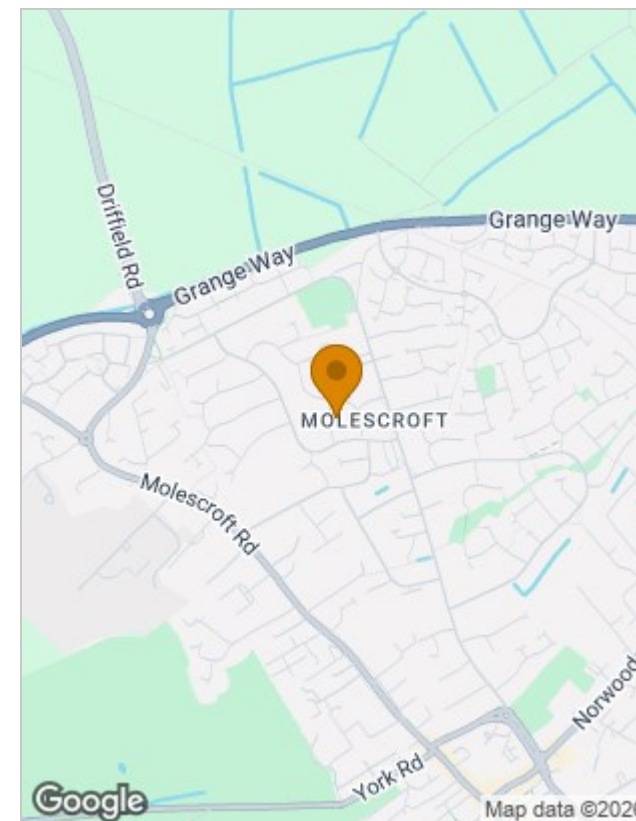 Driffield Rd
Grange Way
Grange Way
MOLESCROFT
Molescroft Rd
Norwood
York Rd
Google
Map data ©2020